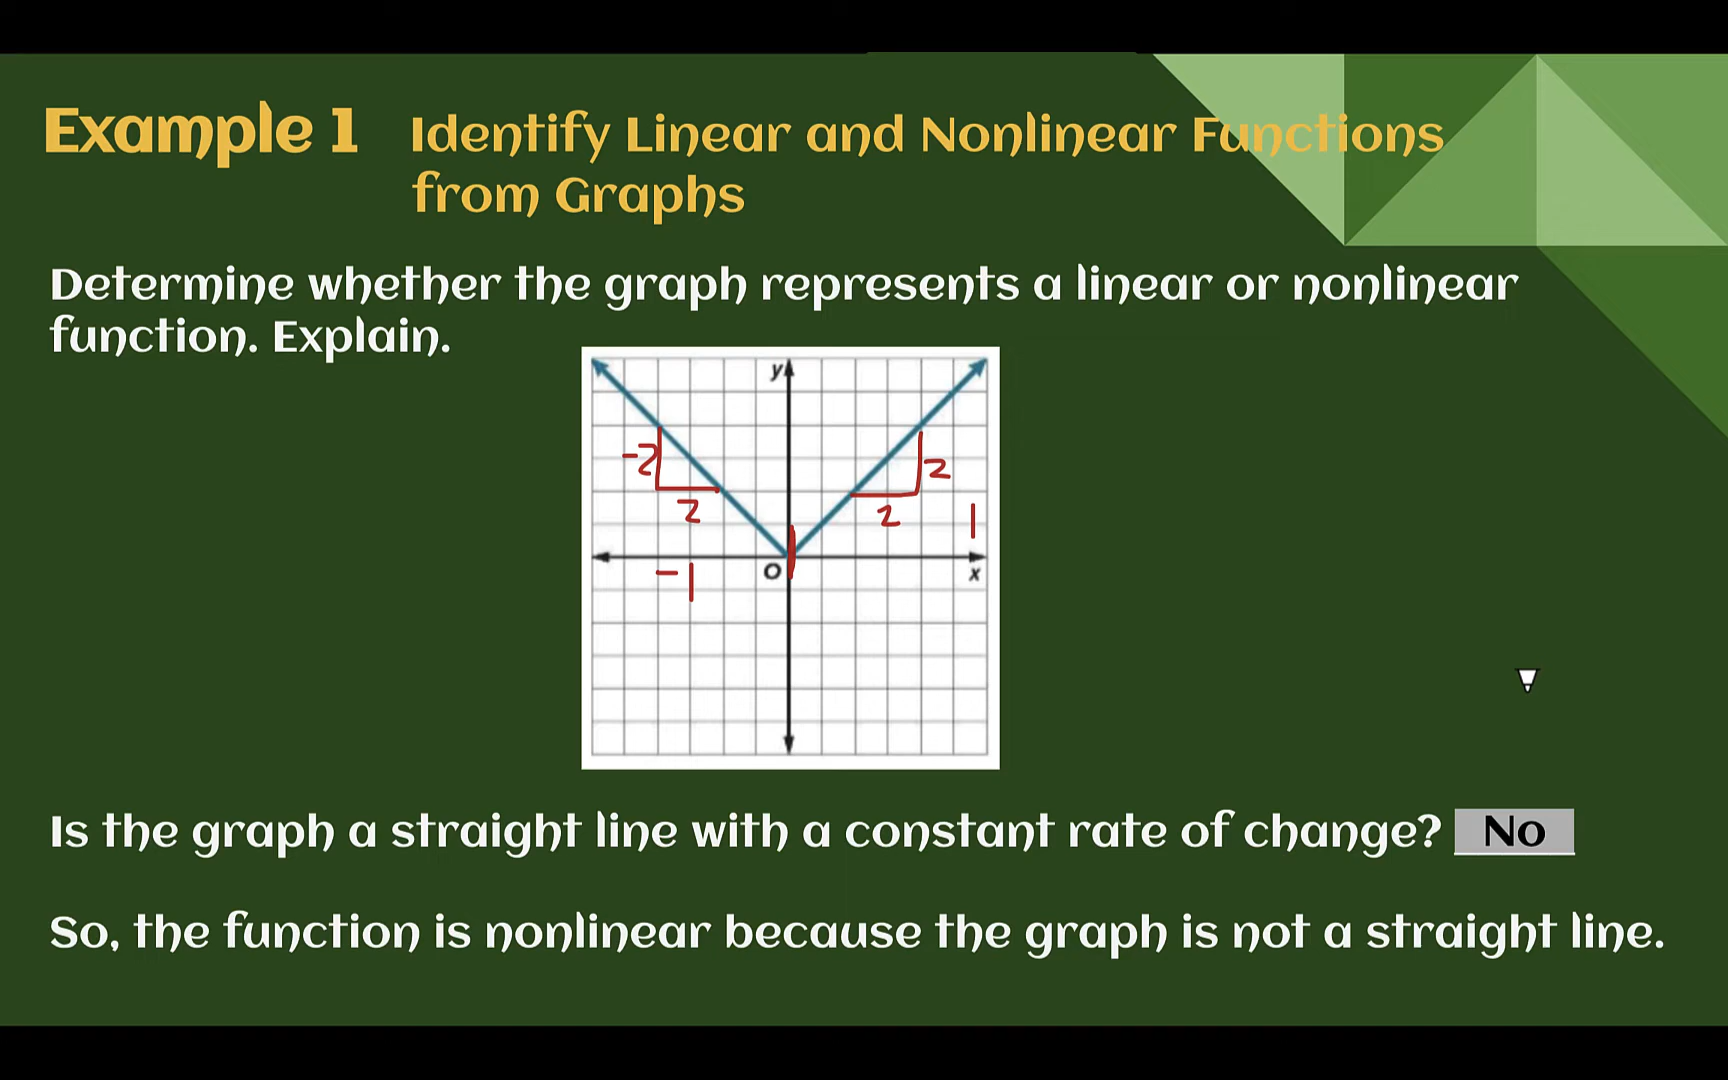 Example 1
Identify Linear and Nonlinear Functions
from Graphs
Determine whether the graph represents a linear or nonlinear
function. Explain.
y
-2
2
2
2
1
O
x
-1
Is the graph a straight line with a constant rate of change? No
So, the function is nonlinear because the graph is not a straight line.